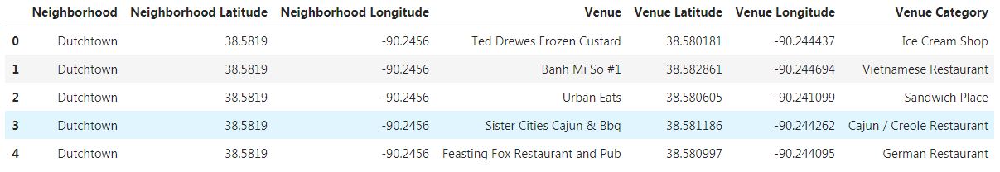 Neighborhood Neighborhood Latitude Neighborhood Longitude Venue Venue Latitude Venue Longitude Venue Category
0 Dutchtown 38.5819 -90.2456 Ted Drewes Frozen Custard 38.580181 -90.244437 Ice Cream Shop
1 Dutchtown 38.5819 -90.2456 Banh Mi So #1 38.582861 -90.244694 Vietnamese Restaurant
2 Dutchtown 38.5819 -90.2456 Urban Eats 38.580605 -90.241099 Sandwich Place
3 Dutchtown 38.5819 -90.2456 Sister Cities Cajun & Bbq 38.581186 -90.244262 Cajun / Creole Restaurant
4 Dutchtown 38.5819 -90.2456 Feasting Fox Restaurant and Pub 38.580997 -90.244095 German Restaurant